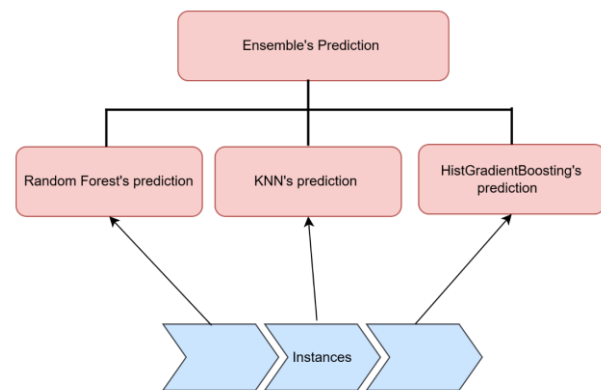 Ensemble's Prediction
Random Forest's prediction
KNN's prediction
HistGradientBoosting's
prediction
Instances